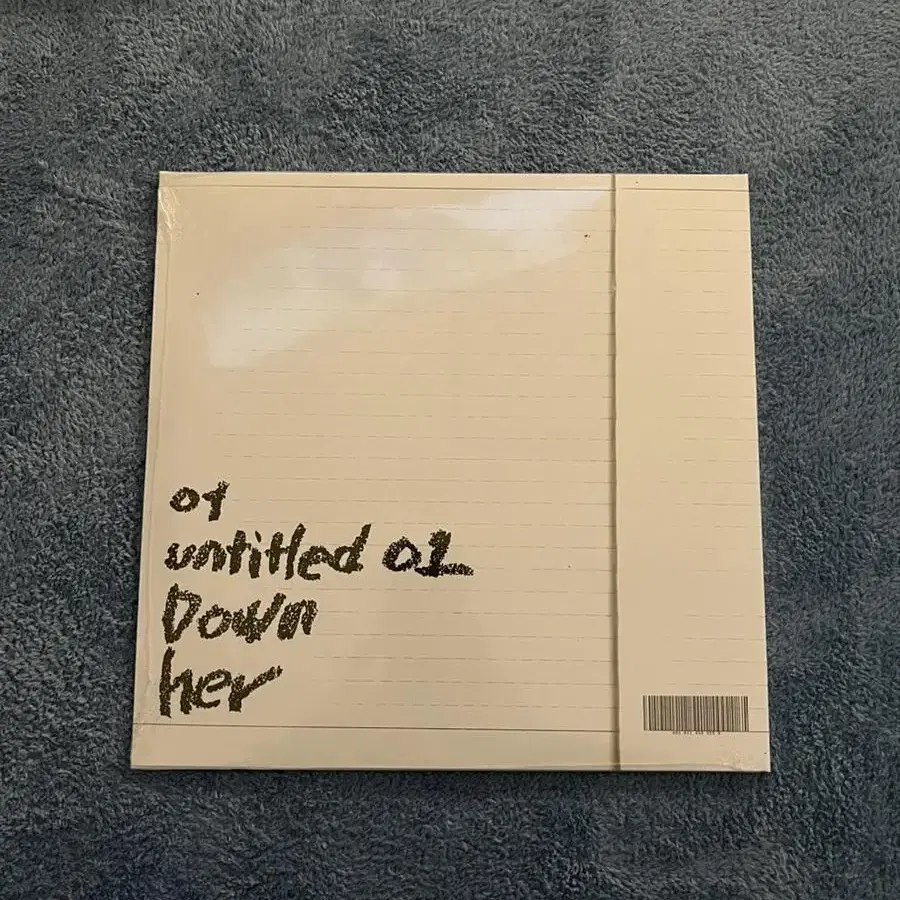 01
untitled 01
Down
her